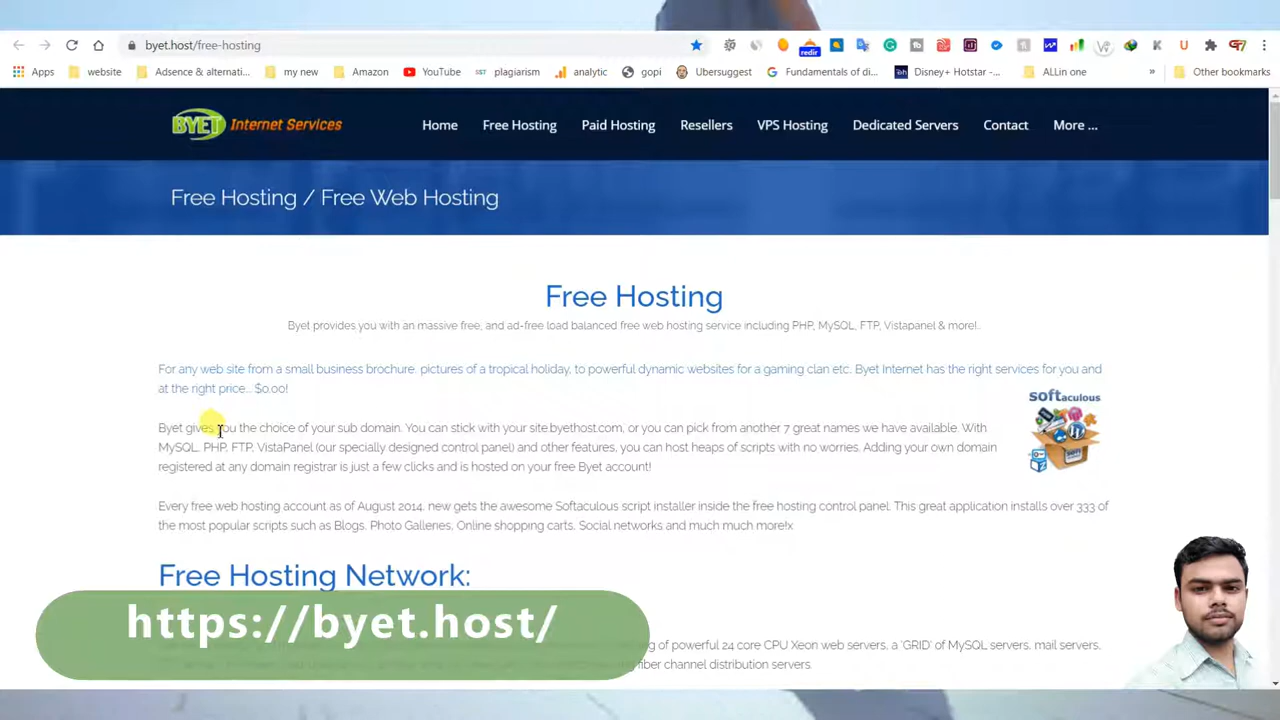 byet.host/free-hosting
redir
Apps website Adsence & alternati... my new Amazon YouTube SST plagiarism analytic gopi Ubersuggest Fundamentals of di... Disney+ Hotstar -... ALLin one » Other bookmarks
BYET Internet Services Home Free Hosting Paid Hosting Resellers VPS Hosting Dedicated Servers Contact More ...
Free Hosting / Free Web Hosting
Free Hosting
Byet provides you with an massive free, and ad-free load balanced free web hosting service including PHP, MySQL, FTP, Vistapanel & more!..
For any web site from a small business brochure. pictures of a tropical holiday, to powerful dynamic websites for a gaming clan etc. Byet Internet has the right services for you and
at the right price... $0.00!
softaculous
Byet gives you the choice of your sub domain. You can stick with your site.byethost.com, or you can pick from another 7 great names we have available. With
MySQL, PHP, FTP, VistaPanel (our specially designed control panel) and other features, you can host heaps of scripts with no worries. Adding your own domain
registered at any domain registrar is just a few clicks and is hosted on your free Byet account!
Every free web hosting account as of August 2014, new gets the awesome Softaculous script installer inside the free hosting control panel. This great application installs over 333 of
the most popular scripts such as Blogs, Photo Galleries, Online shopping carts, Social networks and much much more!x
Free Hosting Network:
https://byet.host/
of powerful 24 core CPU Xeon web servers, a 'GRID' of MySQL servers, mail servers,
fiber channel distribution servers